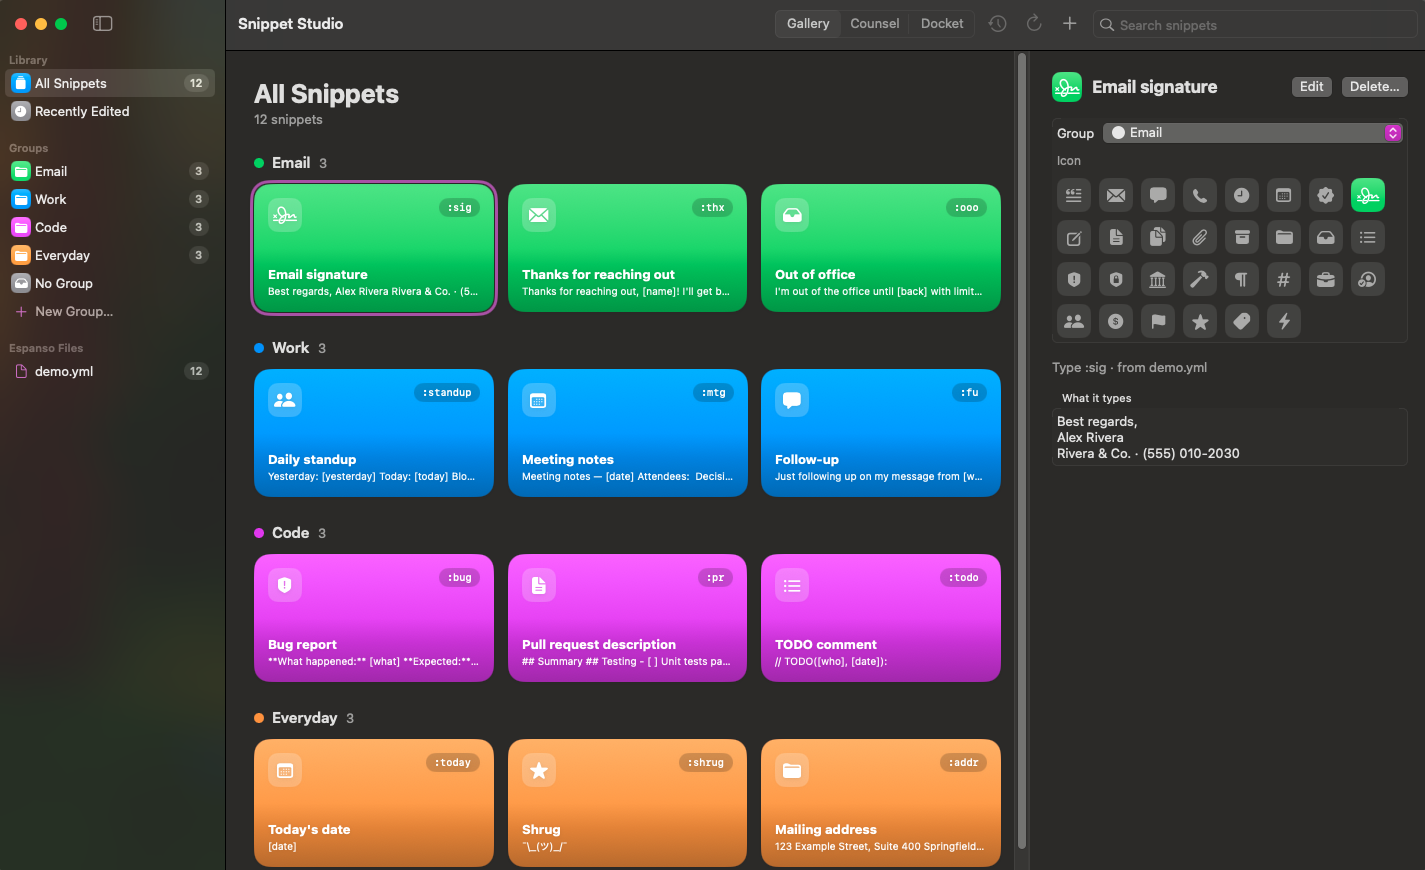 Snippet Studio
Gallery
Counsel
Docket
Search snippets
Library
All Snippets 12
Recently Edited
Groups
Email 3
Work 3
Code 3
Everyday 3
No Group
New Group...
Espanso Files
demo.yml 12
All Snippets
12 snippets
Email 3
:sig
Email signature
Best regards, Alex Rivera Rivera & Co. · (5...
:thx
Thanks for reaching out
Thanks for reaching out, [name]! I'll get b...
:ooo
Out of office
I'm out of the office until [back] with limit...
Work 3
:standup
Daily standup
Yesterday: [yesterday] Today: [today] Blo...
:mtg
Meeting notes
Meeting notes — [date] Attendees: Decisi...
:fu
Follow-up
Just following up on my message from [w...
Code 3
:bug
Bug report
**What happened:** [what] **Expected:**...
:pr
Pull request description
## Summary ## Testing - [ ] Unit tests pa...
:todo
TODO comment
// TODO([who], [date]):
Everyday 3
:today
Today's date
[date]
:shrug
Shrug
¯\_(ツ)_/¯
:addr
Mailing address
123 Example Street, Suite 400 Springfield...
Email signature
Edit
Delete...
Group
Email
Icon
Type :sig · from demo.yml
What it types
Best regards,
Alex Rivera
Rivera & Co. · (555) 010-2030